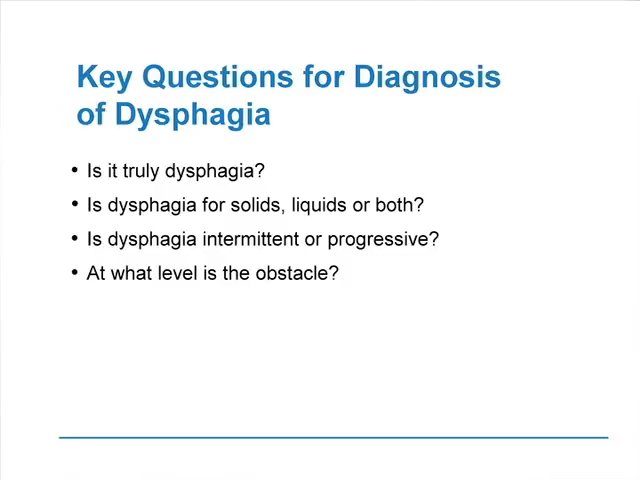 Key Questions for Diagnosis
of Dysphagia
• Is it truly dysphagia?
• Is dysphagia for solids, liquids or both?
• Is dysphagia intermittent or progressive?
• At what level is the obstacle?